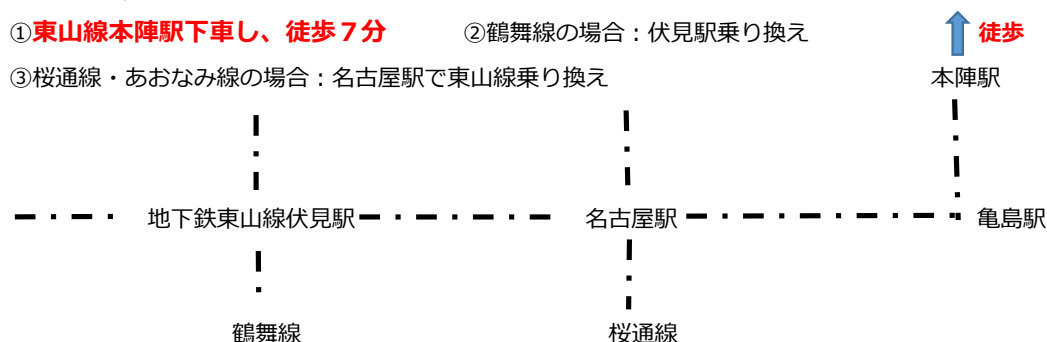 ①東山線本陣駅下車し、徒歩７分 ②鶴舞線の場合：伏見駅乗り換え 徒歩
③桜通線・あおなみ線の場合：名古屋駅で東山線乗り換え 本陣駅
地下鉄東山線伏見駅 名古屋駅 亀島駅
鶴舞線 桜通線